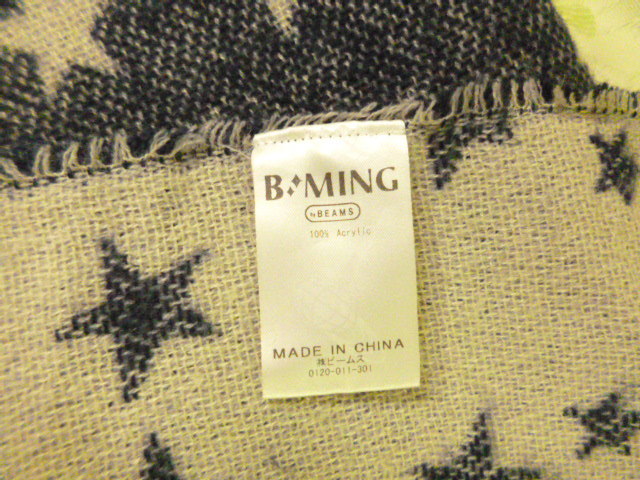 B:MING
by BEAMS
100% Acrylic
MADE IN CHINA
㈱ビームス
0120-011-301